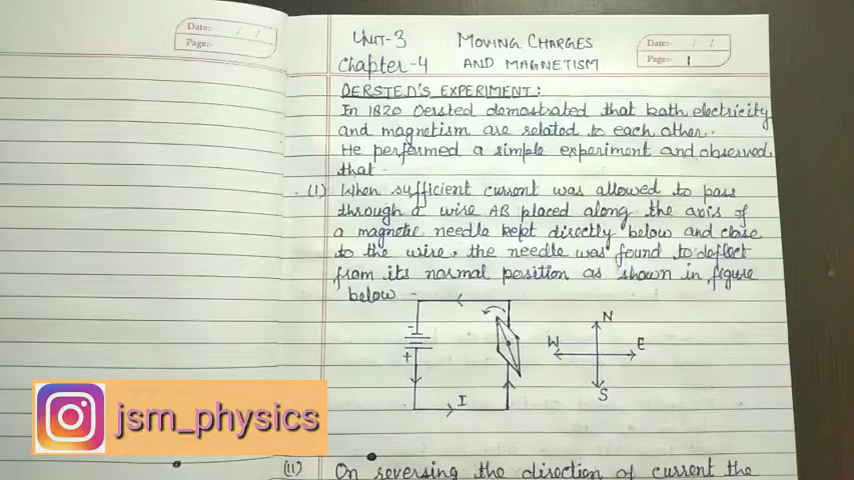 Date:- / /
Page:-
Unit-3
Chapter-4
MOVING CHARGES
AND MAGNETISM
Date:- / /
Page:- 1
OERSTED'S EXPERIMENT:
In 1820 Oersted demostrated that both electricity
and magnetism are related to each other.
He performed a simple experiment and observed
that
(I) When sufficient current was allowed to pass
through a wire AB placed along the axis of
a magnetic needle kept directly below and close
to the wire, the needle was found to deflect
from its normal position as shown in figure
below
N
W E
S
-
+
I
jsm_physics
(II) On reversing the direction of current the